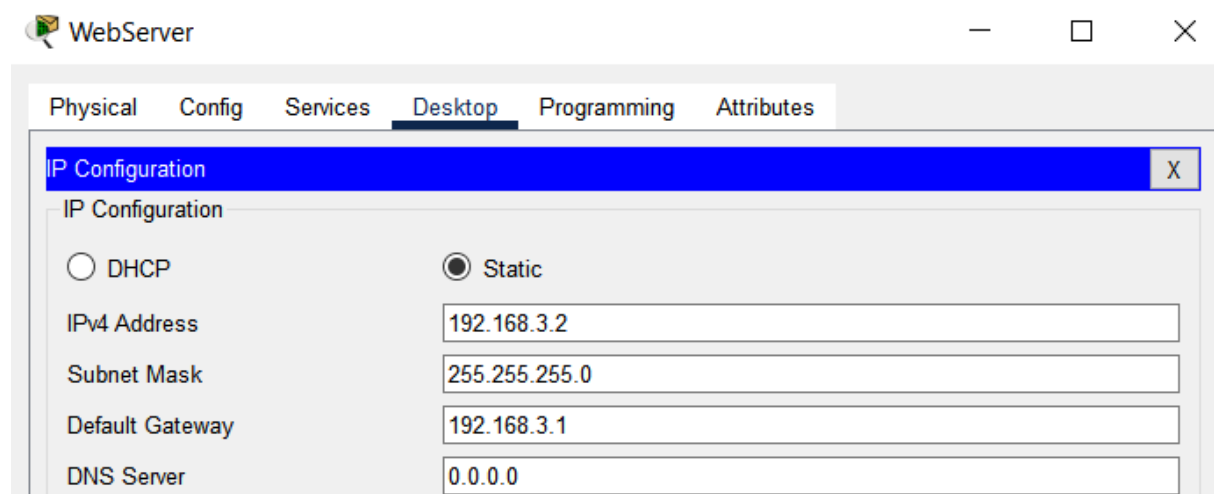 WebServer
Physical Config Services Desktop Programming Attributes
IP Configuration X
IP Configuration
DHCP Static
IPv4 Address 192.168.3.2
Subnet Mask 255.255.255.0
Default Gateway 192.168.3.1
DNS Server 0.0.0.0